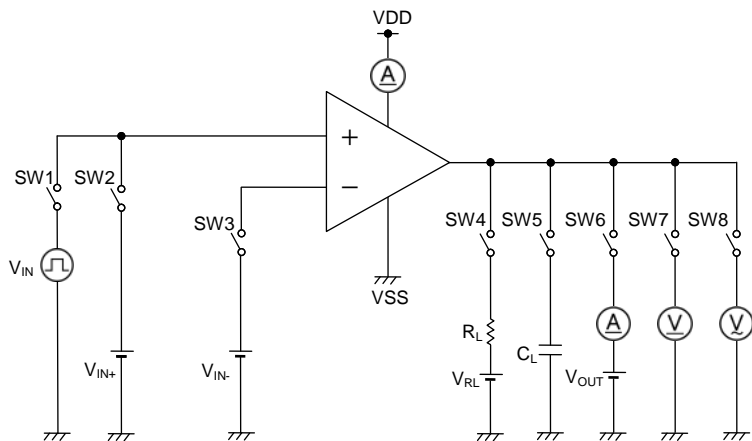 VDD
A
+
−
SW1
SW2
SW3
SW4
SW5
SW6
SW7
SW8
VIN
VSS
RL
A
V
V
~
VIN+
VIN-
VRL
CL
VOUT